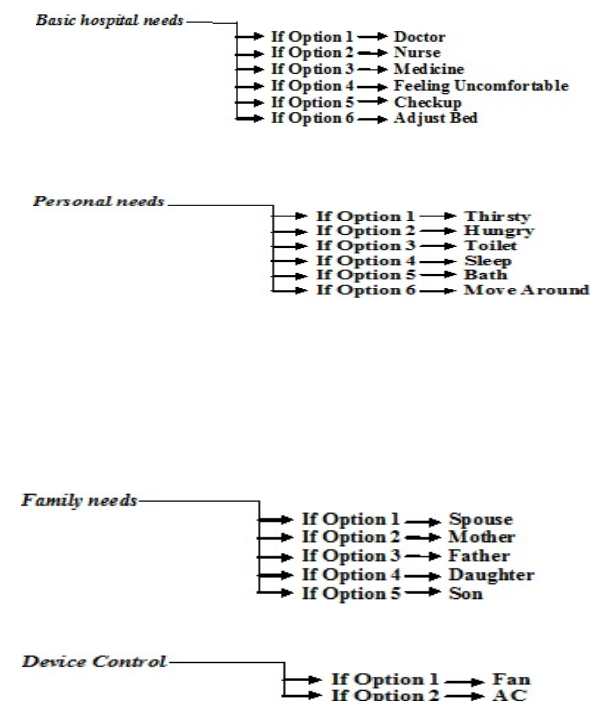 Basic hospital needs
If Option 1 Doctor
If Option 2 Nurse
If Option 3 Medicine
If Option 4 Feeling Uncomfortable
If Option 5 Checkup
If Option 6 Adjust Bed
Personal needs
If Option 1 Thirsty
If Option 2 Hungry
If Option 3 Toilet
If Option 4 Sleep
If Option 5 Bath
If Option 6 Move Around
Family needs
If Option 1 Spouse
If Option 2 Mother
If Option 3 Father
If Option 4 Daughter
If Option 5 Son
Device Control
If Option 1 Fan
If Option 2 AC